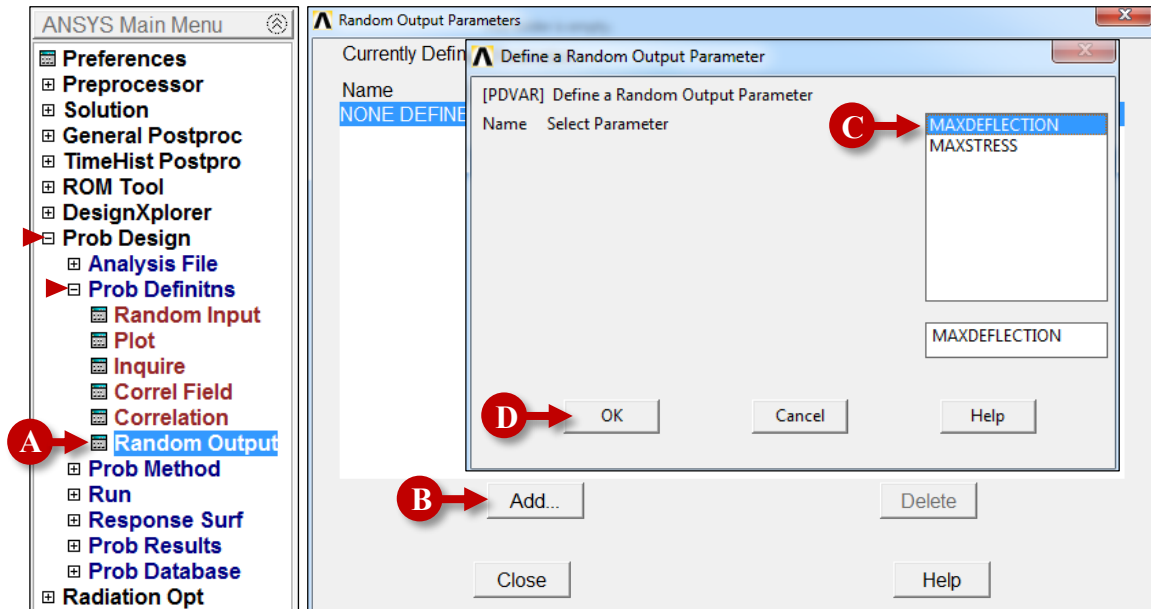 ANSYS Main Menu
Preferences
Preprocessor
Solution
General Postproc
TimeHist Postpro
ROM Tool
DesignXplorer
Prob Design
Analysis File
Prob Definitns
Random Input
Plot
Inquire
Correl Field
Correlation
A Random Output
Prob Method
Run
Response Surf
Prob Results
Prob Database
Radiation Opt
Random Output Parameters
Currently Defin
Name
NONE DEFINE
Define a Random Output Parameter
[PDVAR] Define a Random Output Parameter
Name Select Parameter
C MAXDEFLECTION
MAXSTRESS
MAXDEFLECTION
D OK Cancel Help
B Add... Delete
Close Help